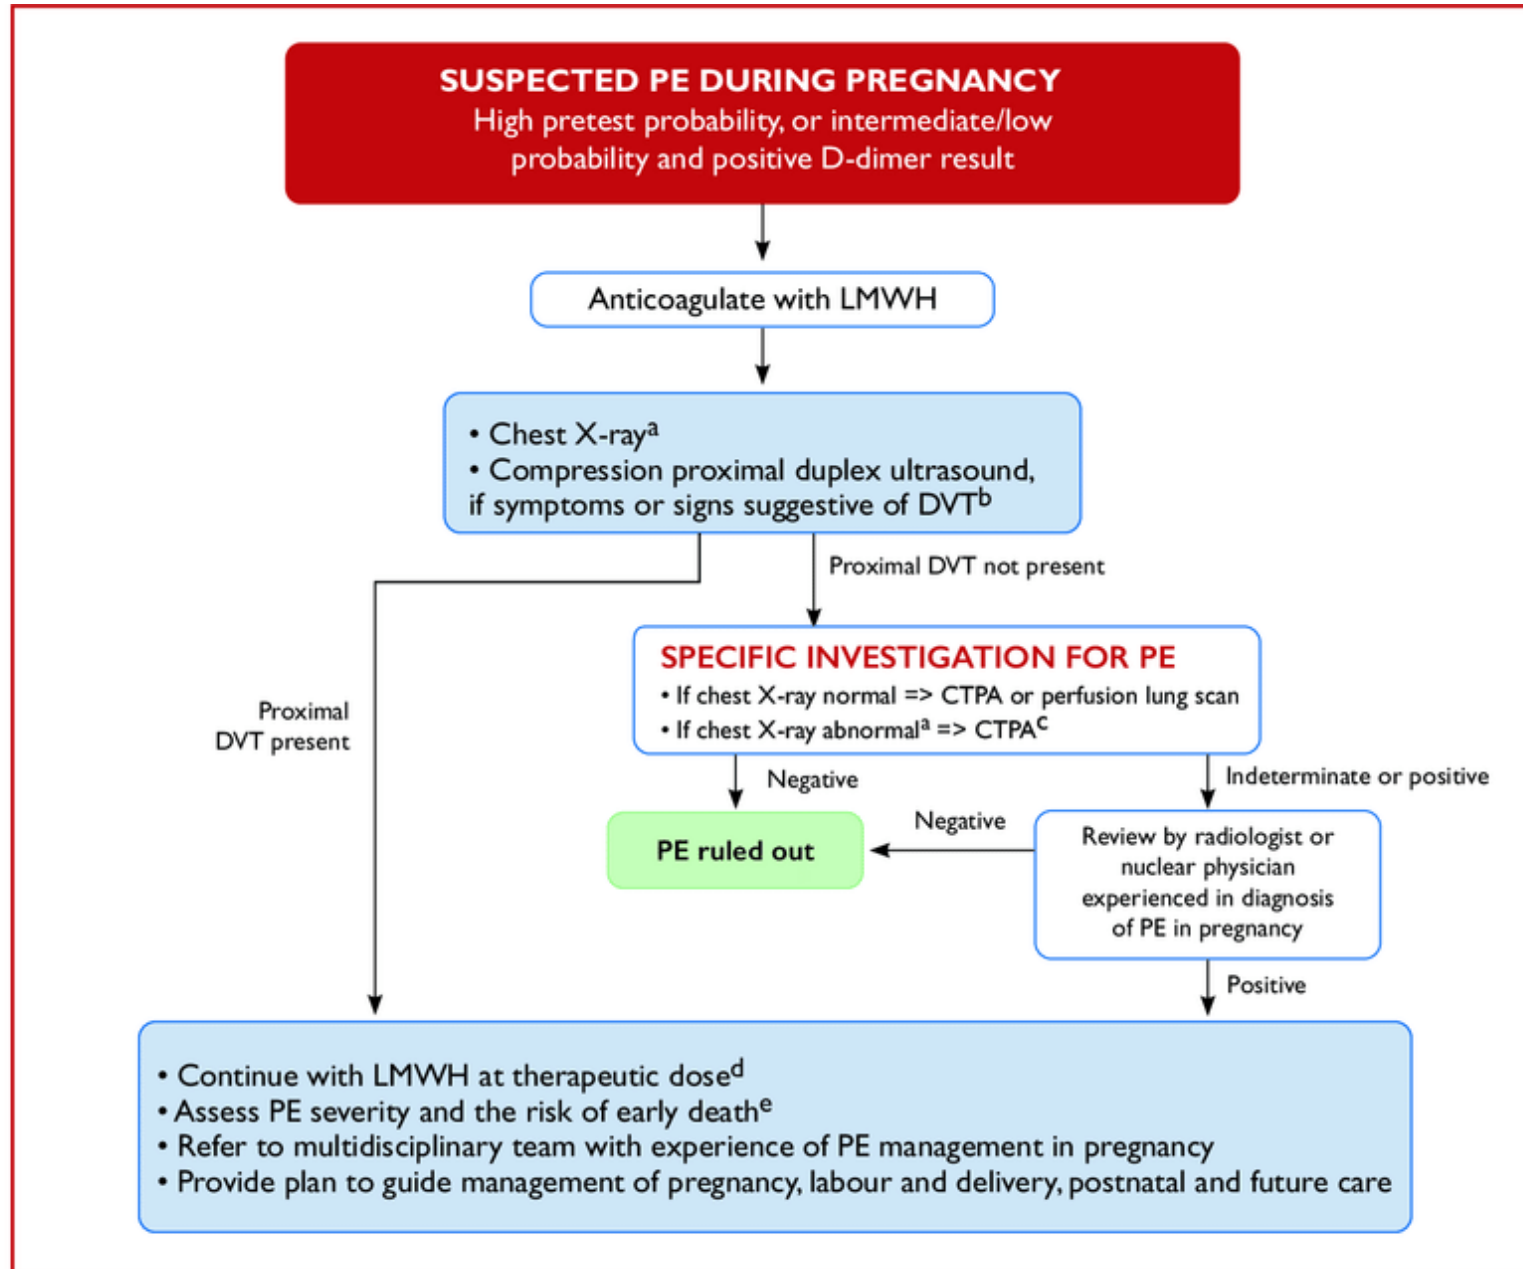 SUSPECTED PE DURING PREGNANCY
High pretest probability, or intermediate/low
probability and positive D-dimer result
Anticoagulate with LMWH
• Chest X-rayᵃ
• Compression proximal duplex ultrasound,
if symptoms or signs suggestive of DVTᵇ
Proximal DVT not present
SPECIFIC INVESTIGATION FOR PE
• If chest X-ray normal => CTPA or perfusion lung scan
• If chest X-ray abnormalᵃ => CTPAᶜ
Proximal
DVT present
Negative
Indeterminate or positive
PE ruled out
Negative
Review by radiologist or
nuclear physician
experienced in diagnosis
of PE in pregnancy
Positive
• Continue with LMWH at therapeutic doseᵈ
• Assess PE severity and the risk of early deathᵉ
• Refer to multidisciplinary team with experience of PE management in pregnancy
• Provide plan to guide management of pregnancy, labour and delivery, postnatal and future care